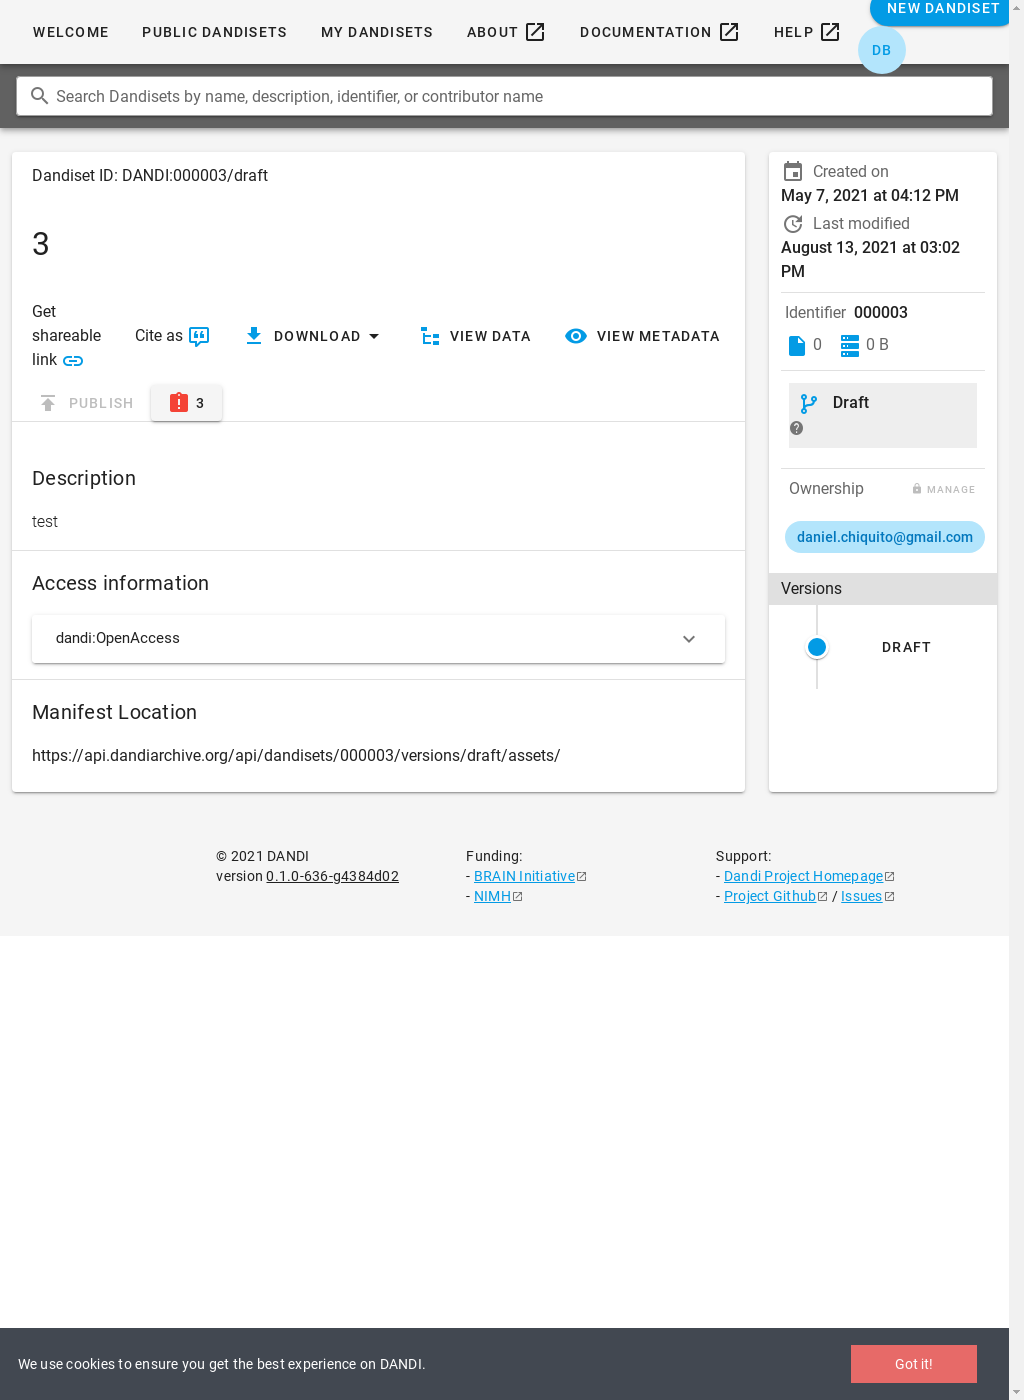 WELCOME
PUBLIC DANDISETS
MY DANDISETS
ABOUT
DOCUMENTATION
HELP
NEW DANDISET
DB
Search Dandisets by name, description, identifier, or contributor name
Dandiset ID: DANDI:000003/draft
3
Get
shareable
link
Cite as
DOWNLOAD
VIEW DATA
VIEW METADATA
PUBLISH
3
Description
test
Access information
dandi:OpenAccess
Manifest Location
https://api.dandiarchive.org/api/dandisets/000003/versions/draft/assets/
Created on
May 7, 2021 at 04:12 PM
Last modified
August 13, 2021 at 03:02
PM
Identifier 000003
0
0 B
Draft
Ownership
MANAGE
daniel.chiquito@gmail.com
Versions
DRAFT
© 2021 DANDI
version 0.1.0-636-g4384d02
Funding:
- BRAIN Initiative
- NIMH
Support:
- Dandi Project Homepage
- Project Github / Issues
We use cookies to ensure you get the best experience on DANDI.
Got it!